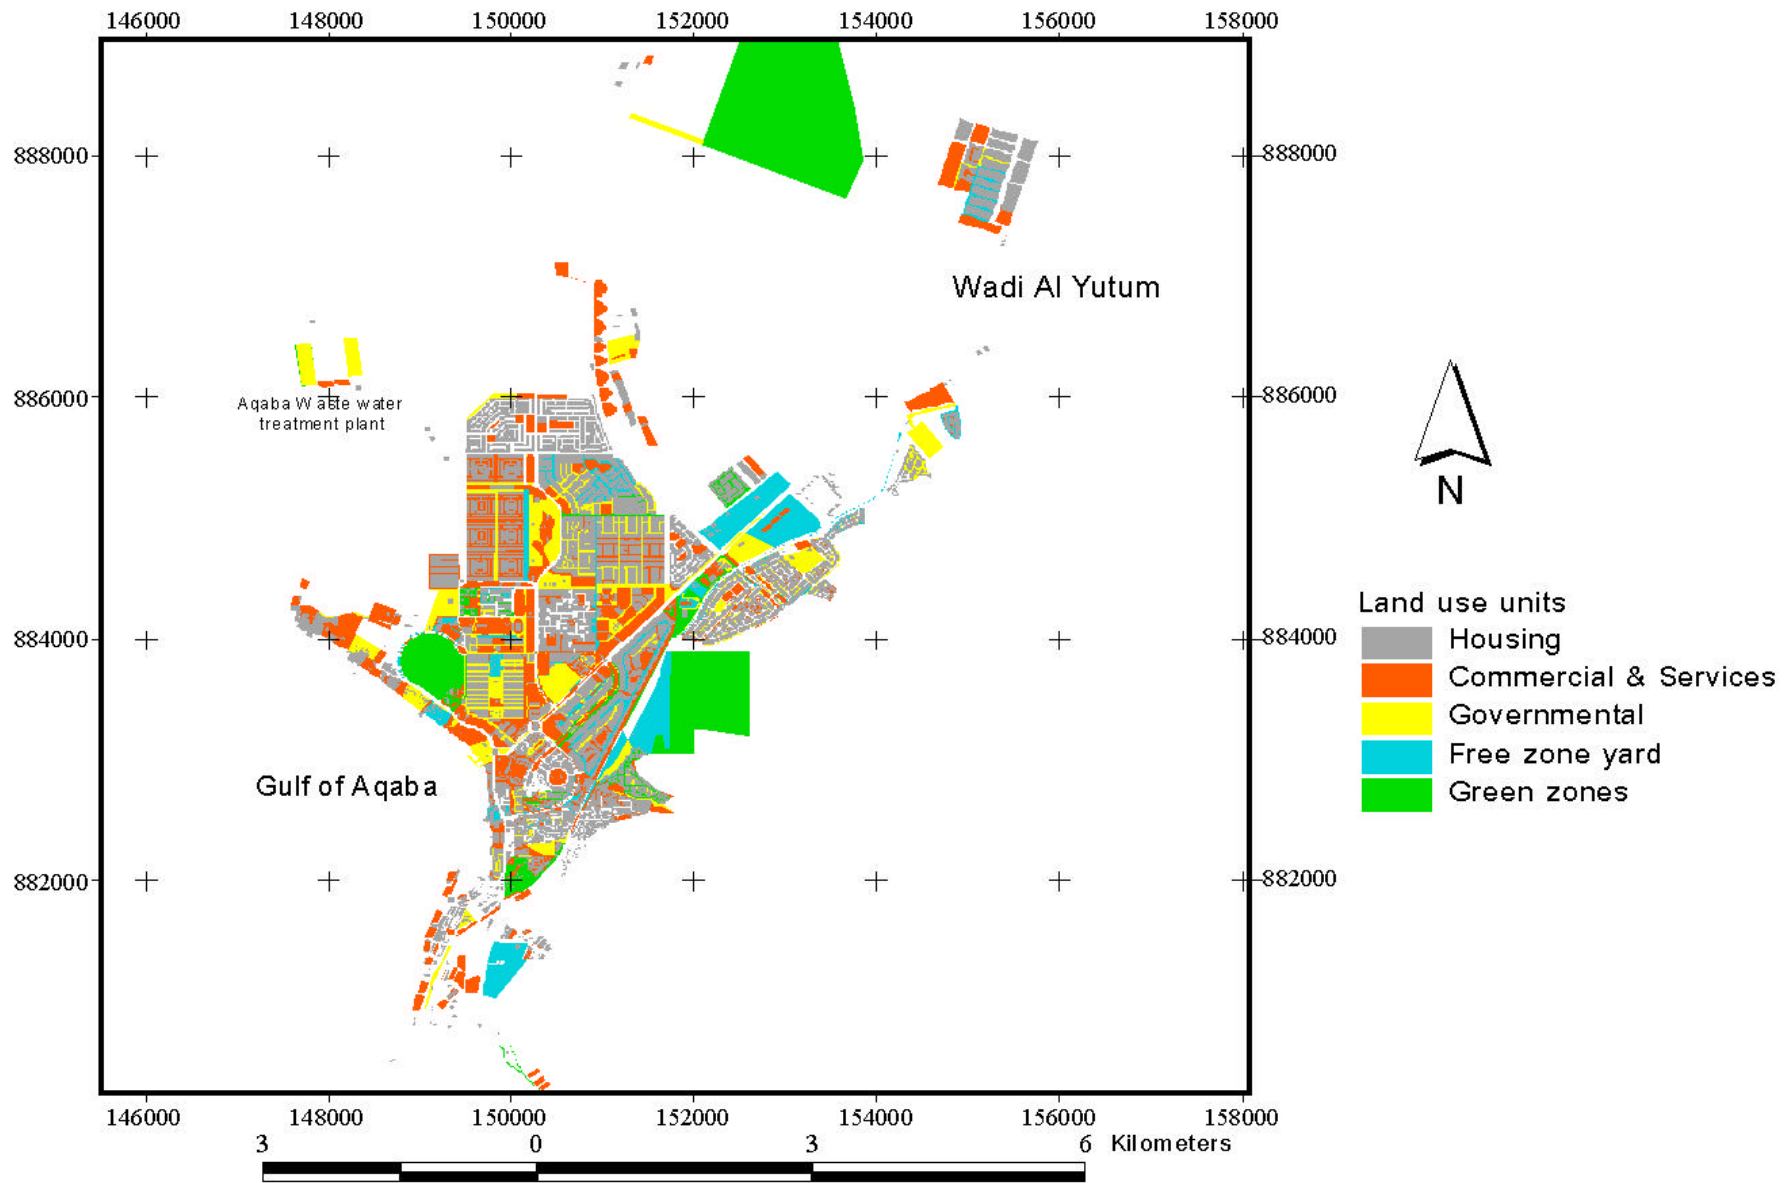 146000 148000 150000 152000 154000 156000 158000
888000 888000
Wadi Al Yutum
886000 886000
Aqaba Waste water
treatment plant
N
Land use units
884000 884000
Housing
Commercial & Services
Governmental
Free zone yard
Gulf of Aqaba
Green zones
882000 882000
146000 148000 150000 152000 154000 156000 158000
3 0 3 6 Kilometers